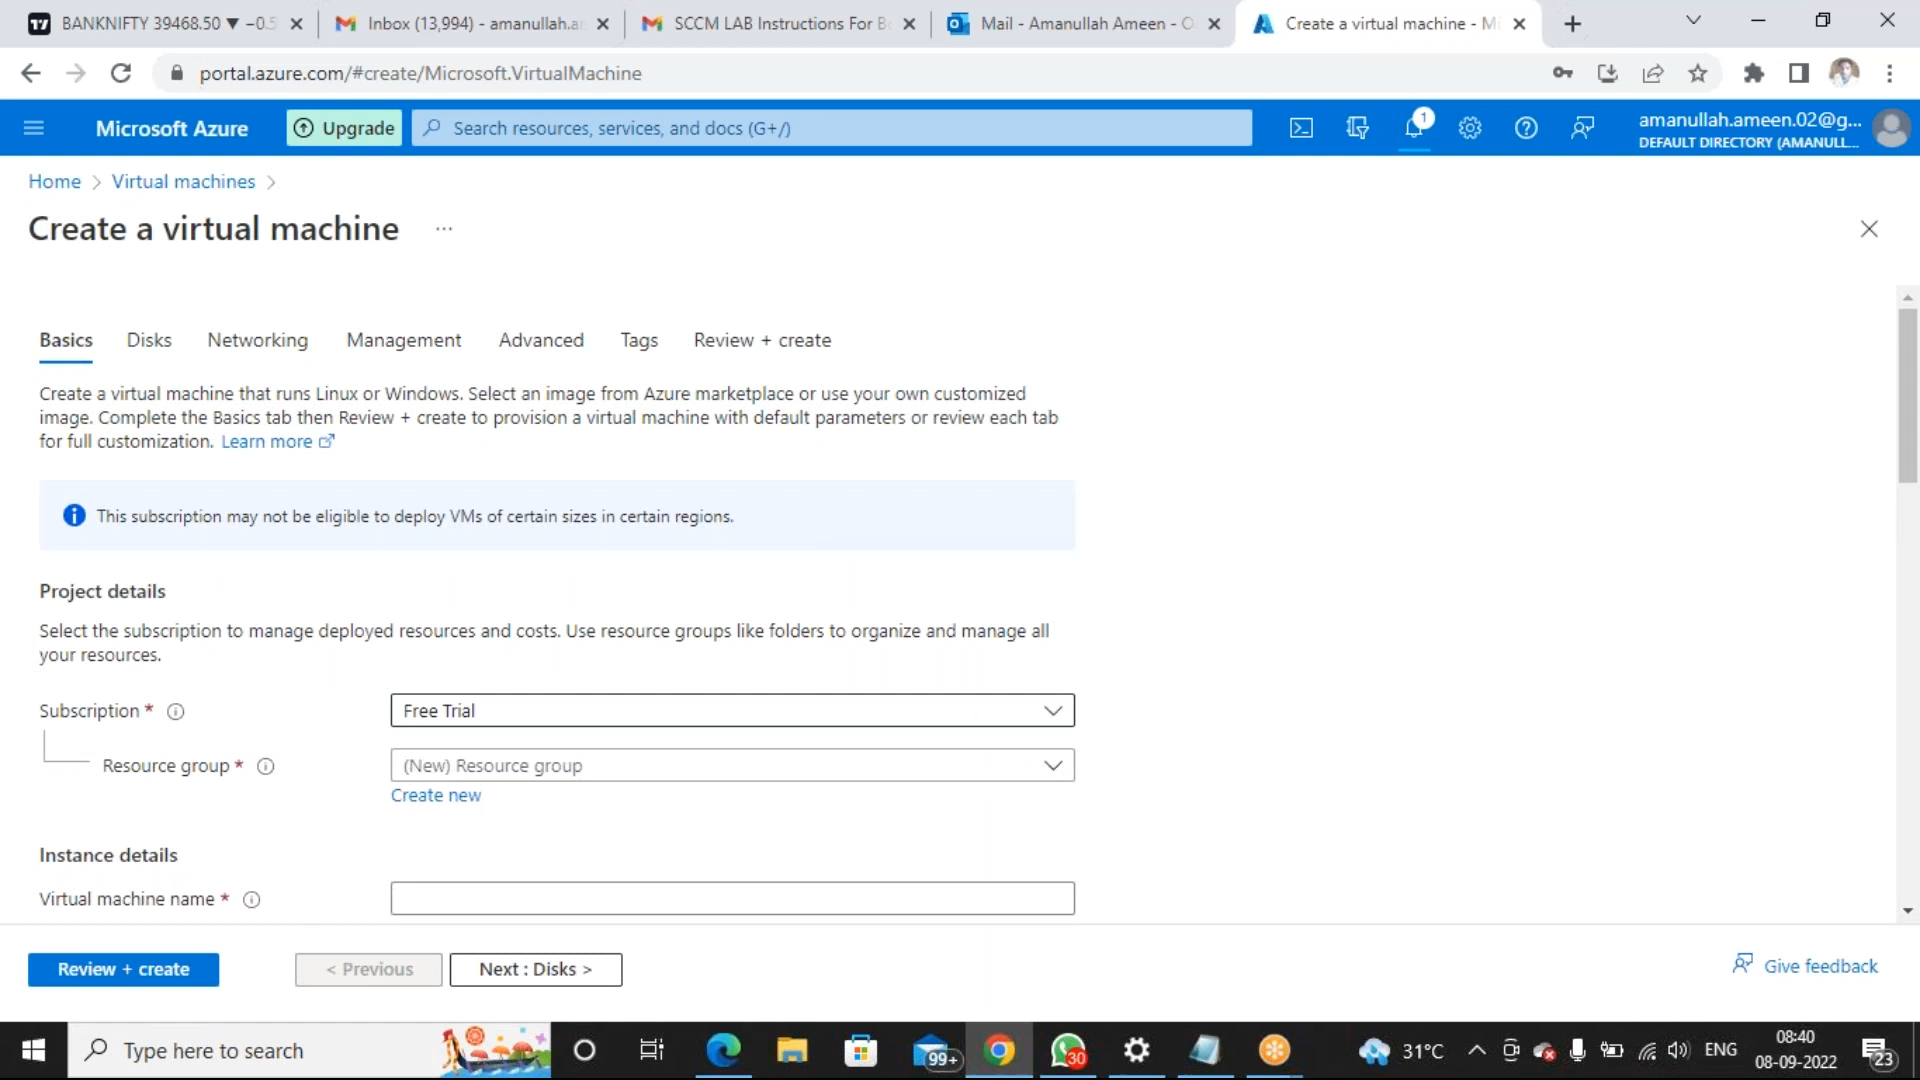 BANKNIFTY 39468.50 ▼ −0.5
Inbox (13,994) - amanullah.a
SCCM LAB Instructions For B
Mail - Amanullah Ameen - O
Create a virtual machine - Mi
portal.azure.com/#create/Microsoft.VirtualMachine
Microsoft Azure
Upgrade
Search resources, services, and docs (G+/)
1
amanullah.ameen.02@g...
DEFAULT DIRECTORY (AMANULL...
Home > Virtual machines >
Create a virtual machine ...
Basics Disks Networking Management Advanced Tags Review + create
Create a virtual machine that runs Linux or Windows. Select an image from Azure marketplace or use your own customized
image. Complete the Basics tab then Review + create to provision a virtual machine with default parameters or review each tab
for full customization. Learn more
This subscription may not be eligible to deploy VMs of certain sizes in certain regions.
Project details
Select the subscription to manage deployed resources and costs. Use resource groups like folders to organize and manage all
your resources.
Subscription *
Free Trial
Resource group *
(New) Resource group
Create new
Instance details
Virtual machine name *
Review + create
< Previous
Next : Disks >
Give feedback
Type here to search
99+
30
31°C
ENG
08:40
08-09-2022
23